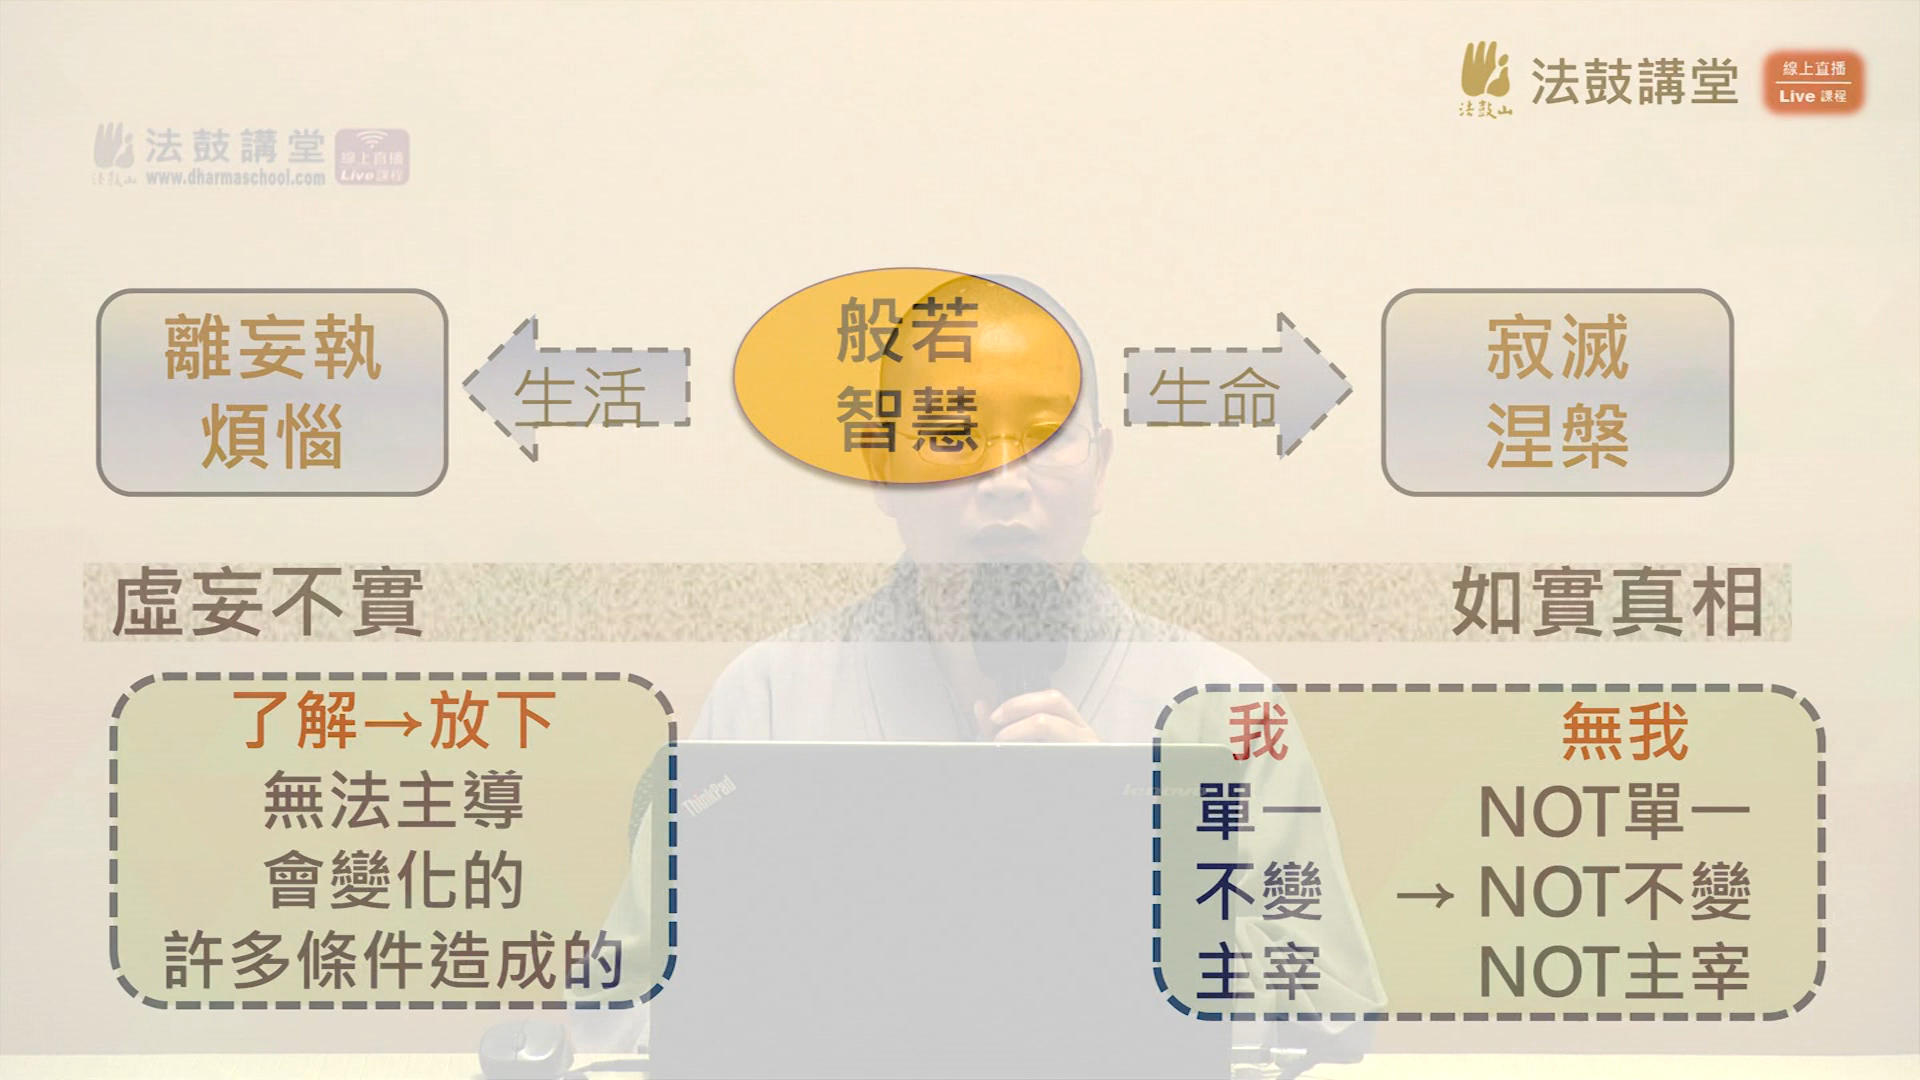 法鼓講堂
線上直播
Live 課程
法鼓山
法鼓講堂
www.dharmaschool.com
線上直播
Live 課程
法鼓山
離妄執
煩惱
生活
般若
智慧
生命
寂滅
涅槃
虛妄不實
如實真相
了解→放下
無法主導
會變化的
許多條件造成的
我 無我
單一 NOT單一
不變 → NOT不變
主宰 NOT主宰
ThinkPad
lenovo